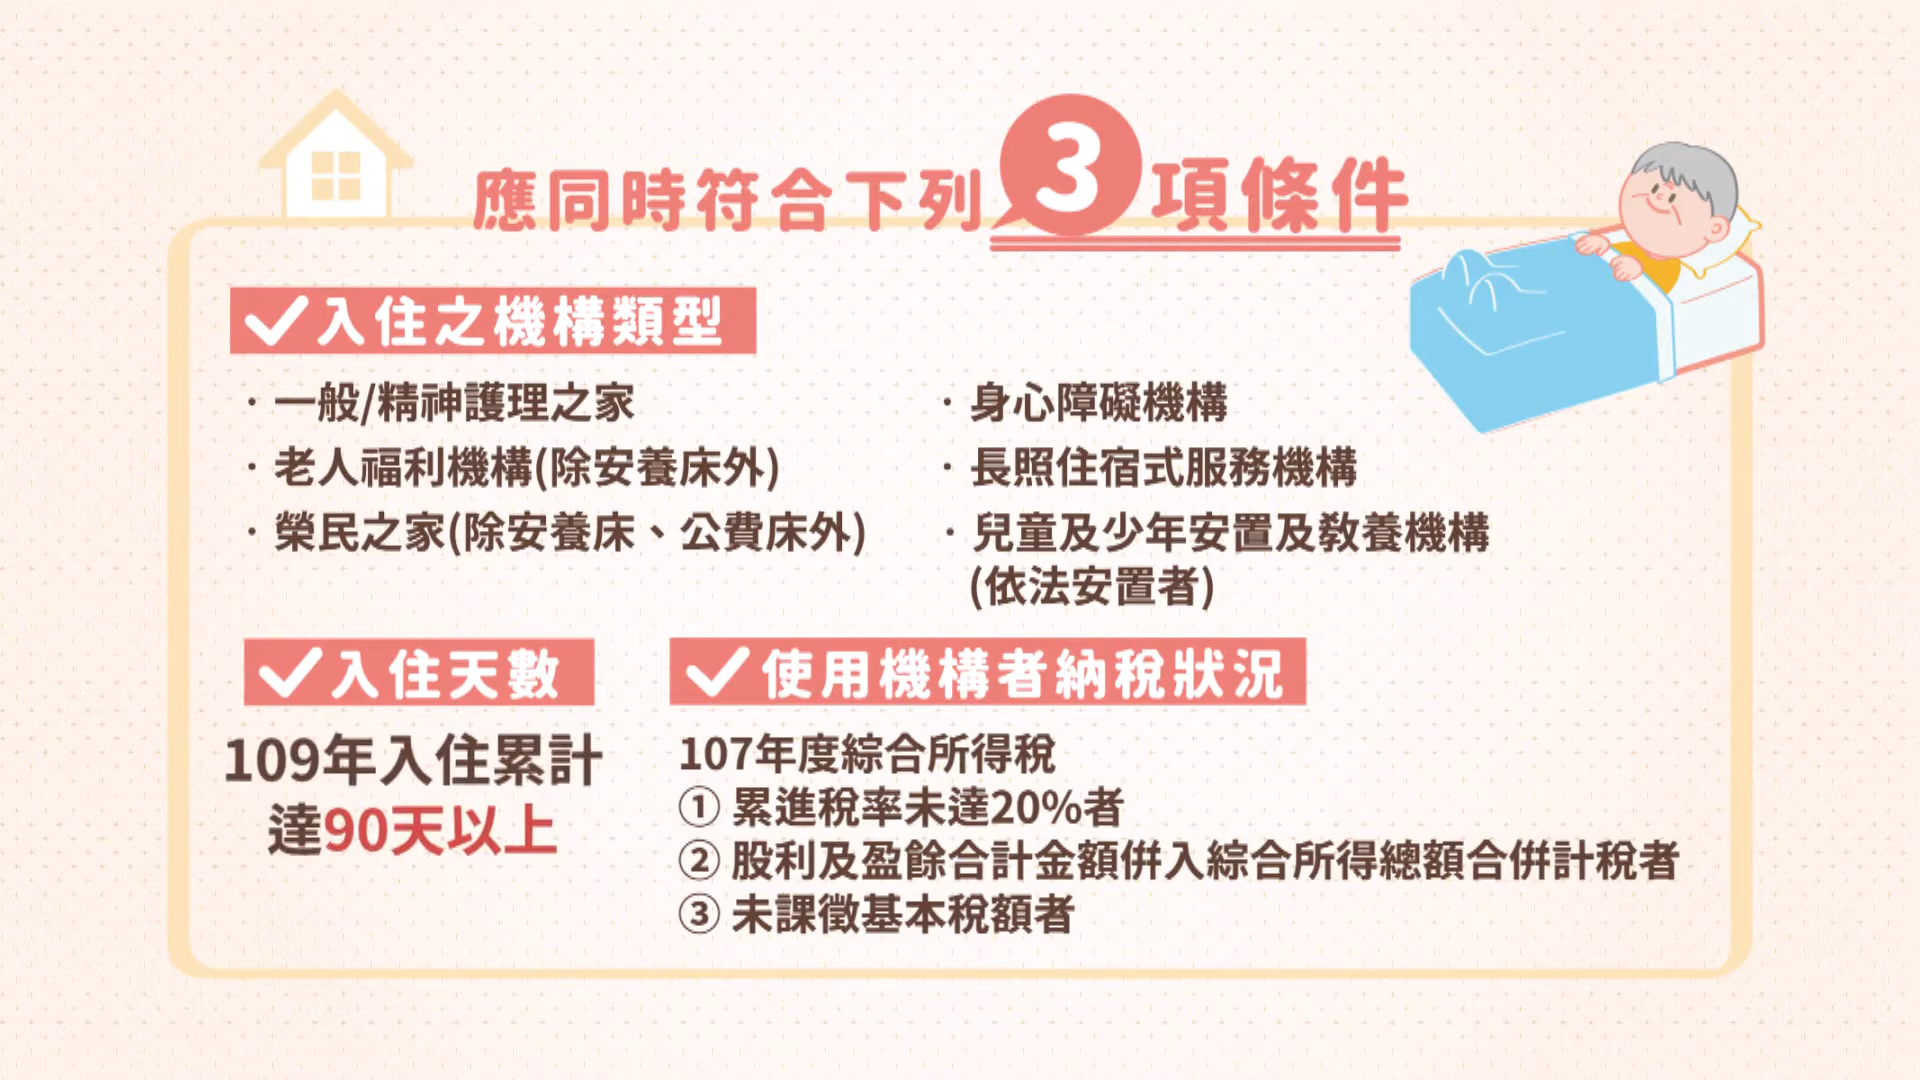 應同時符合下列3項條件
入住之機構類型
·一般/精神護理之家
·老人福利機構(除安養床外)
·榮民之家(除安養床、公費床外)
·身心障礙機構
·長照住宿式服務機構
·兒童及少年安置及教養機構
(依法安置者)
入住天數
109年入住累計
達90天以上
使用機構者納稅狀況
107年度綜合所得稅
① 累進稅率未達20%者
② 股利及盈餘合計金額併入綜合所得總額合併計稅者
③ 未課徵基本稅額者